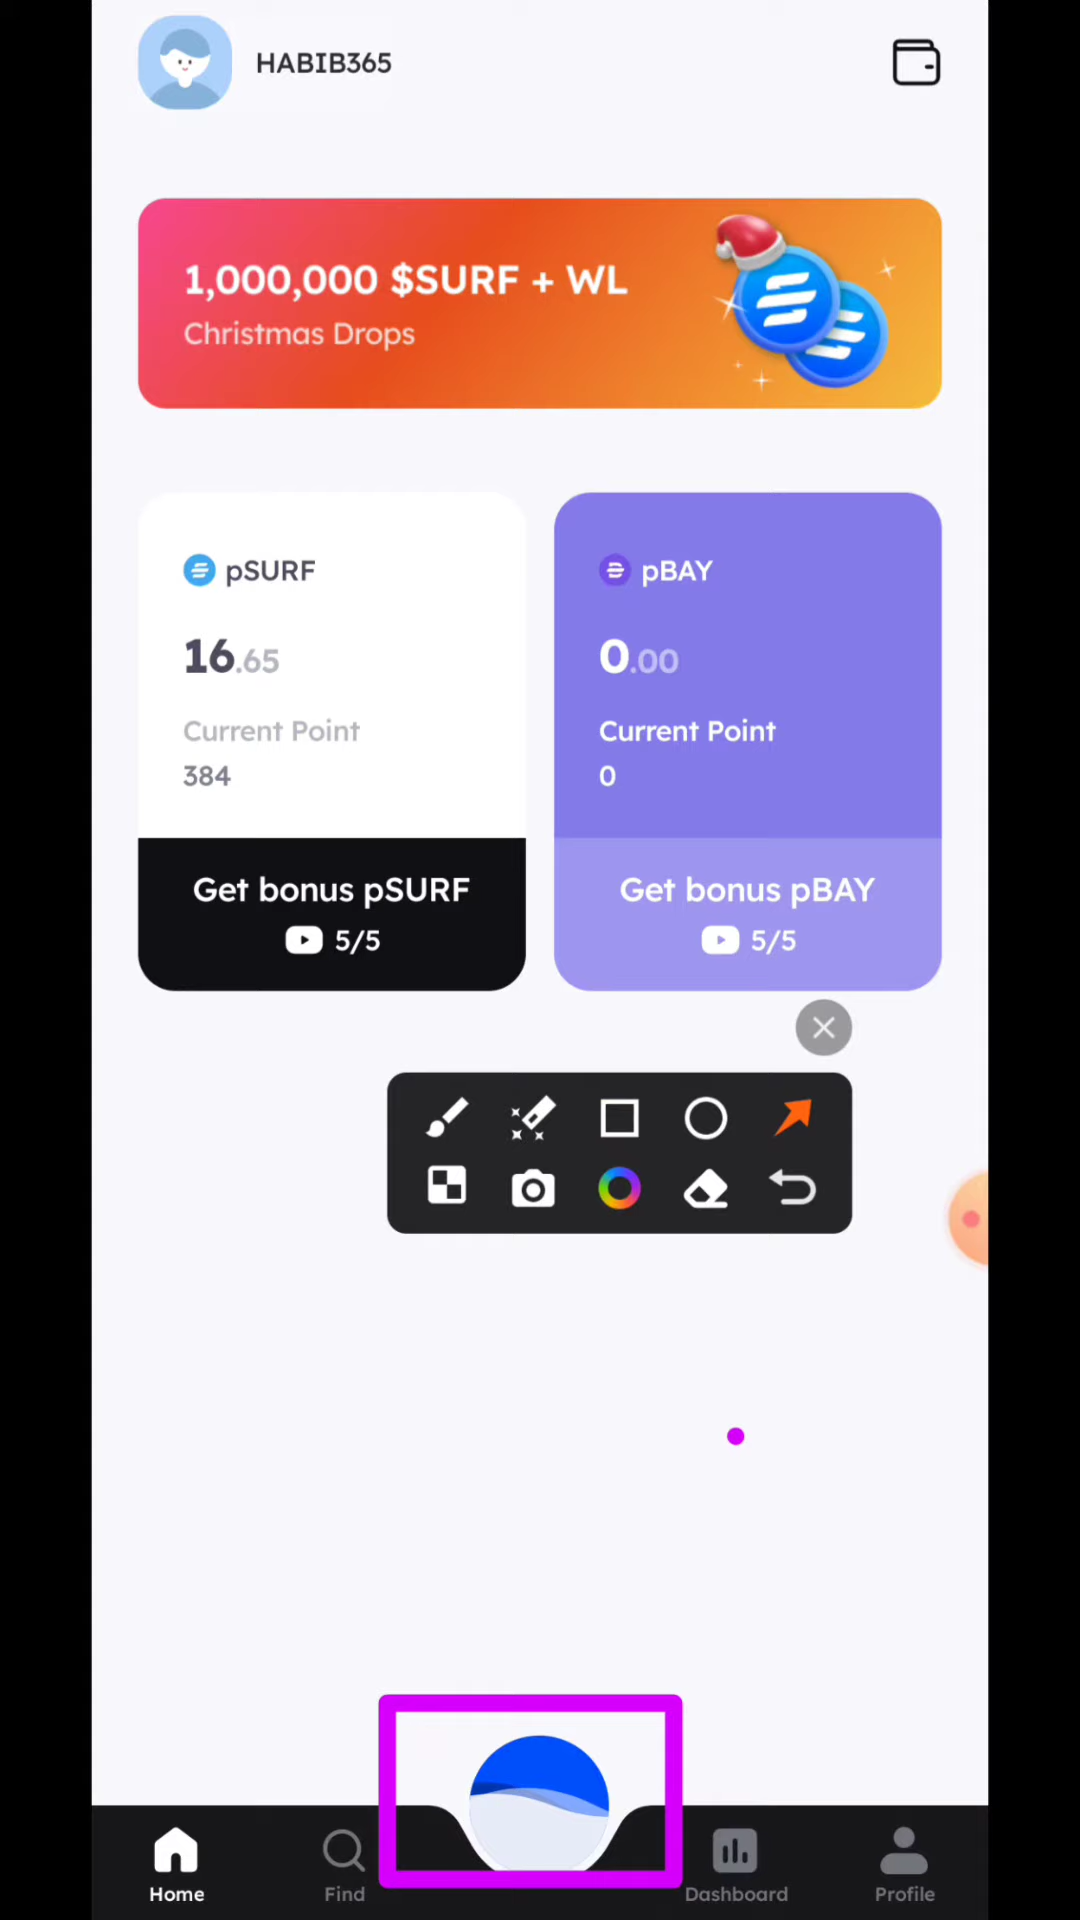 HABIB365
1,000,000 $SURF + WL
Christmas Drops
pSURF
16.65
Current Point
384
Get bonus pSURF
5/5
pBAY
0.00
Current Point
0
Get bonus pBAY
5/5
Home
Find
Dashboard
Profile